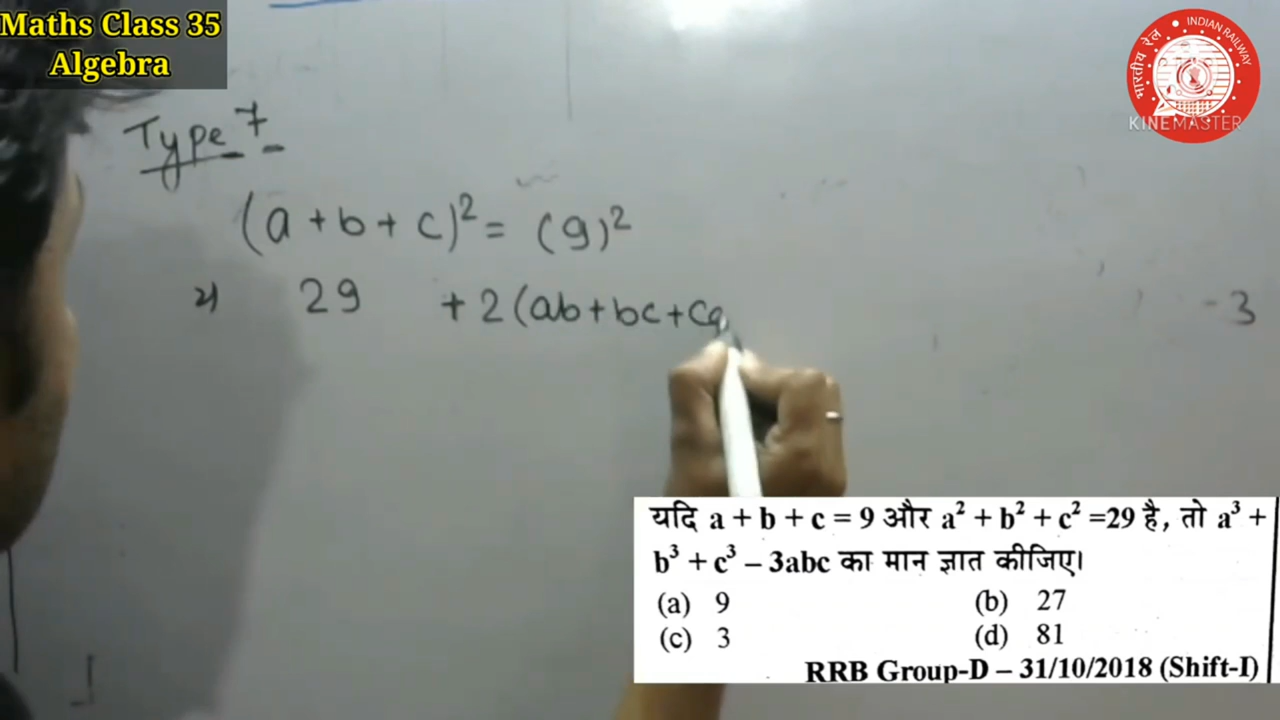 Maths Class 35
Algebra
भारतीय रेल
INDIAN RAILWAY
KINEMASTER
Type 7
(a + b + c)² = (9)²
29 + 2 (ab + bc + ca
- 3
यदि a + b + c = 9 और a² + b² + c² =29 है, तो a³ +
b³ + c³ – 3abc का मान ज्ञात कीजिए।
(a) 9 (b) 27
(c) 3 (d) 81
RRB Group-D – 31/10/2018 (Shift-I)